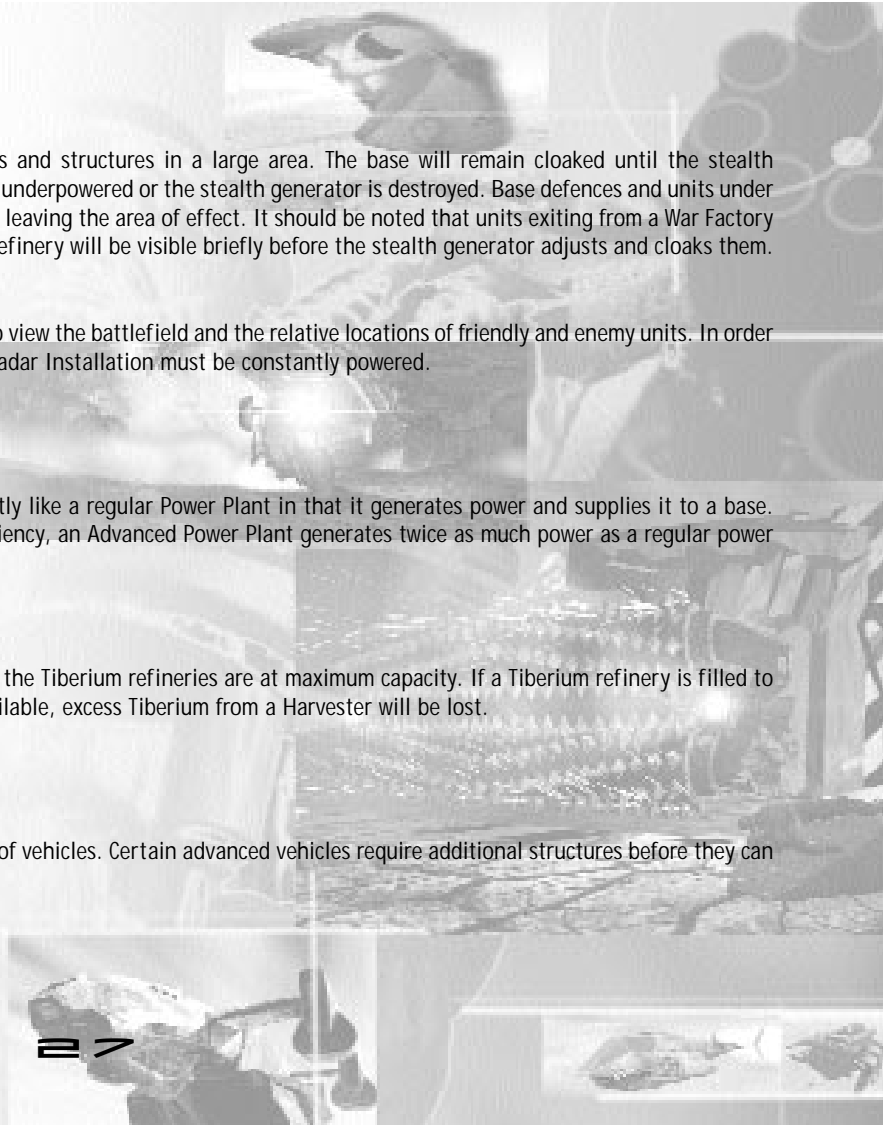 s and structures in a large area. The base will remain cloaked until the stealth
underpowered or the stealth generator is destroyed. Base defences and units under
leaving the area of effect. It should be noted that units exiting from a War Factory
efinery will be visible briefly before the stealth generator adjusts and cloaks them.
o view the battlefield and the relative locations of friendly and enemy units. In order
adar Installation must be constantly powered.
tly like a regular Power Plant in that it generates power and supplies it to a base.
iency, an Advanced Power Plant generates twice as much power as a regular power
the Tiberium refineries are at maximum capacity. If a Tiberium refinery is filled to
ilable, excess Tiberium from a Harvester will be lost.
of vehicles. Certain advanced vehicles require additional structures before they can
27